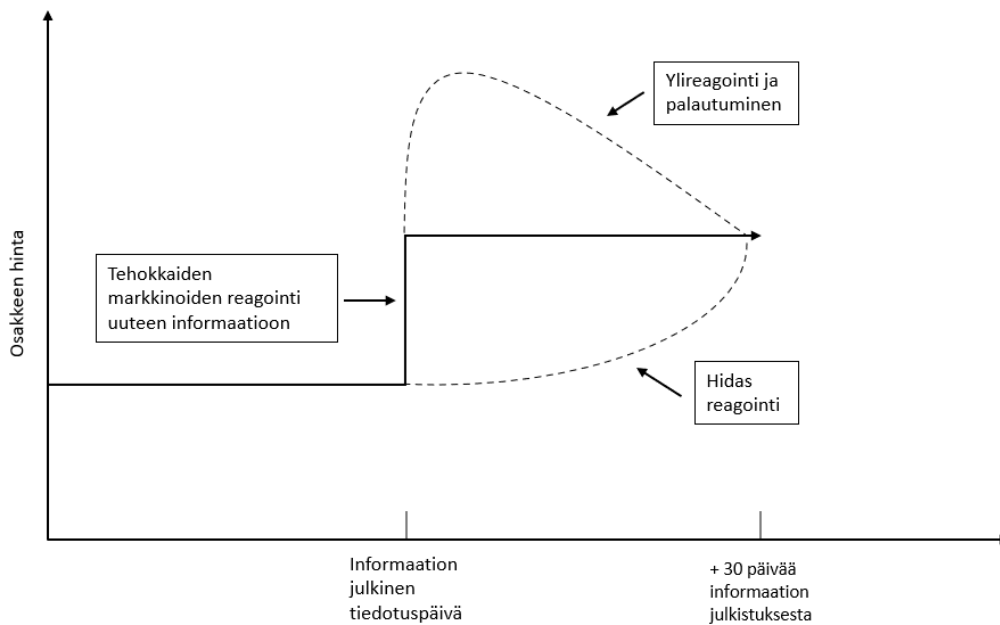 Ylireagointi ja
palautuminen
Tehokkaiden
markkinoiden reagointi
uuteen informaatioon
Osakkeen hinta
Hidas
reagointi
Informaation
julkinen
tiedotuspäivä
+ 30 päivää
informaation
julkistuksesta